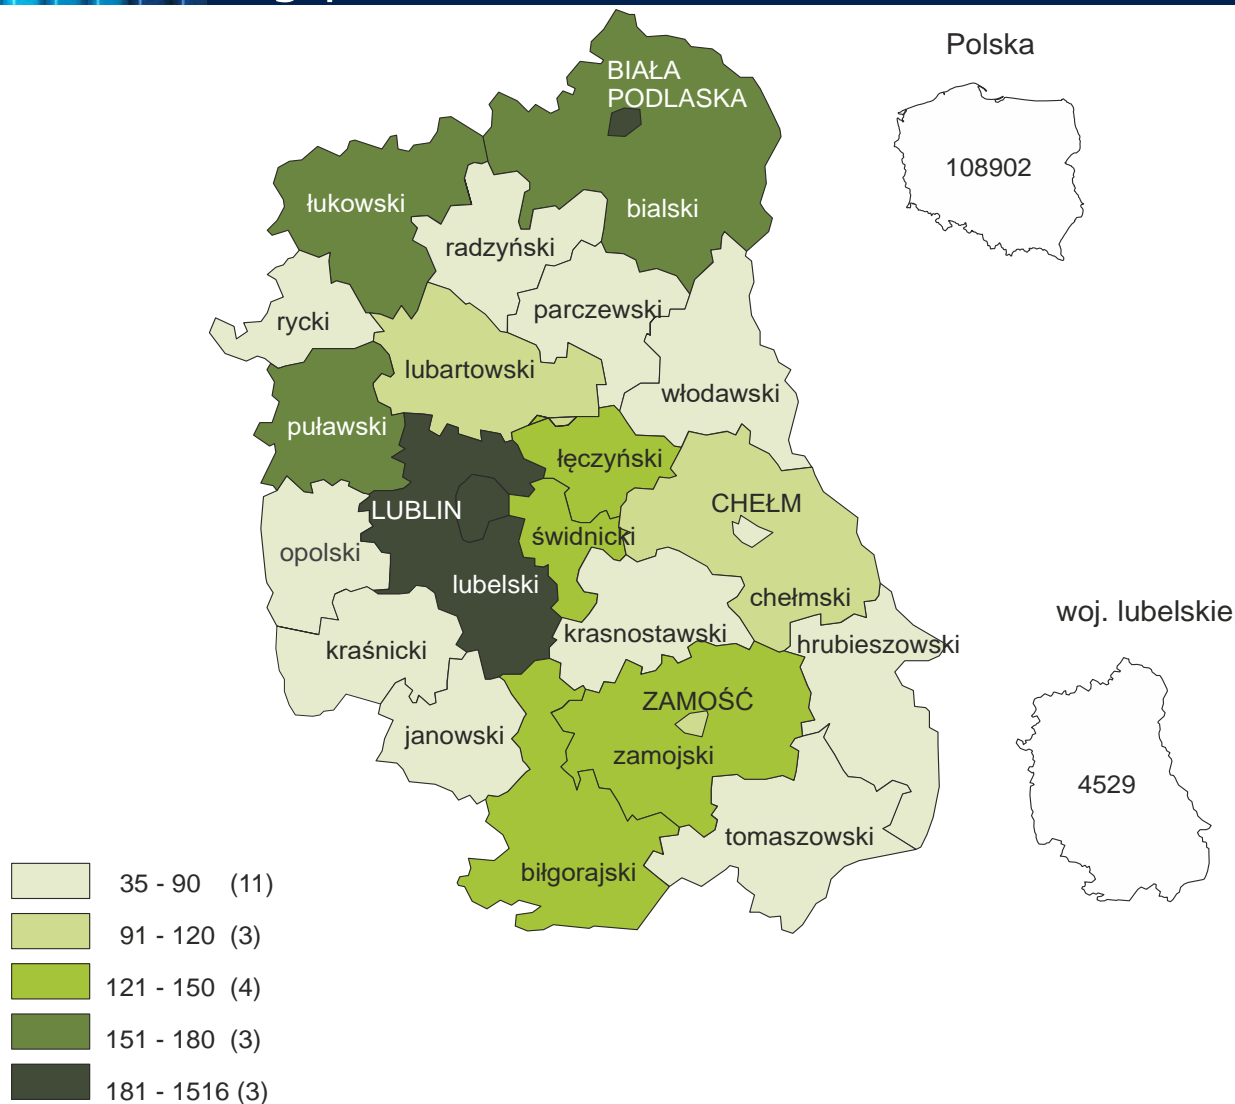 Polska
BIAŁA
PODLASKA
108902
łukowski
bialski
radzyński
parczewski
rycki
lubartowski
włodawski
puławski
łęczyński
LUBLIN
CHEŁM
świdnicki
opolski
lubelski
chełmski
woj. lubelskie
krasnostawski
hrubieszowski
kraśnicki
ZAMOŚĆ
janowski
zamojski
4529
tomaszowski
biłgorajski
35 - 90 (11)
91 - 120 (3)
121 - 150 (4)
151 - 180 (3)
181 - 1516 (3)